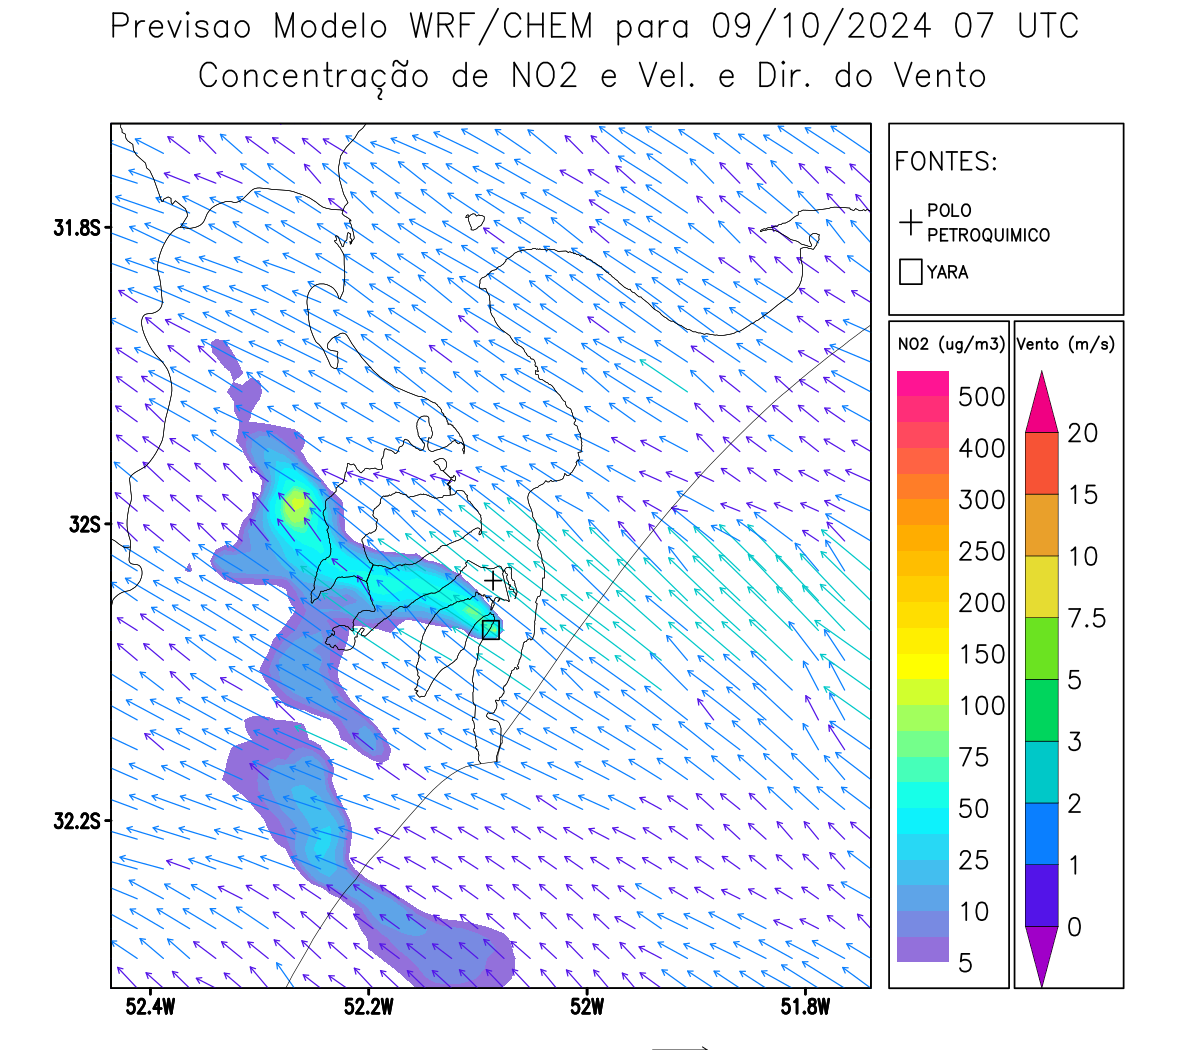 Previsao Modelo WRF/CHEM para 09/10/2024 07 UTC
Concentração de NO2 e Vel. e Dir. do Vento
FONTES:
POLO
PETROQUIMICO
YARA
NO2 (ug/m3)
500
400
300
250
200
150
100
75
50
25
10
5
Vento (m/s)
20
15
10
7.5
5
3
2
1
0
31.8S
32S
32.2S
52.4W
52.2W
52W
51.8W